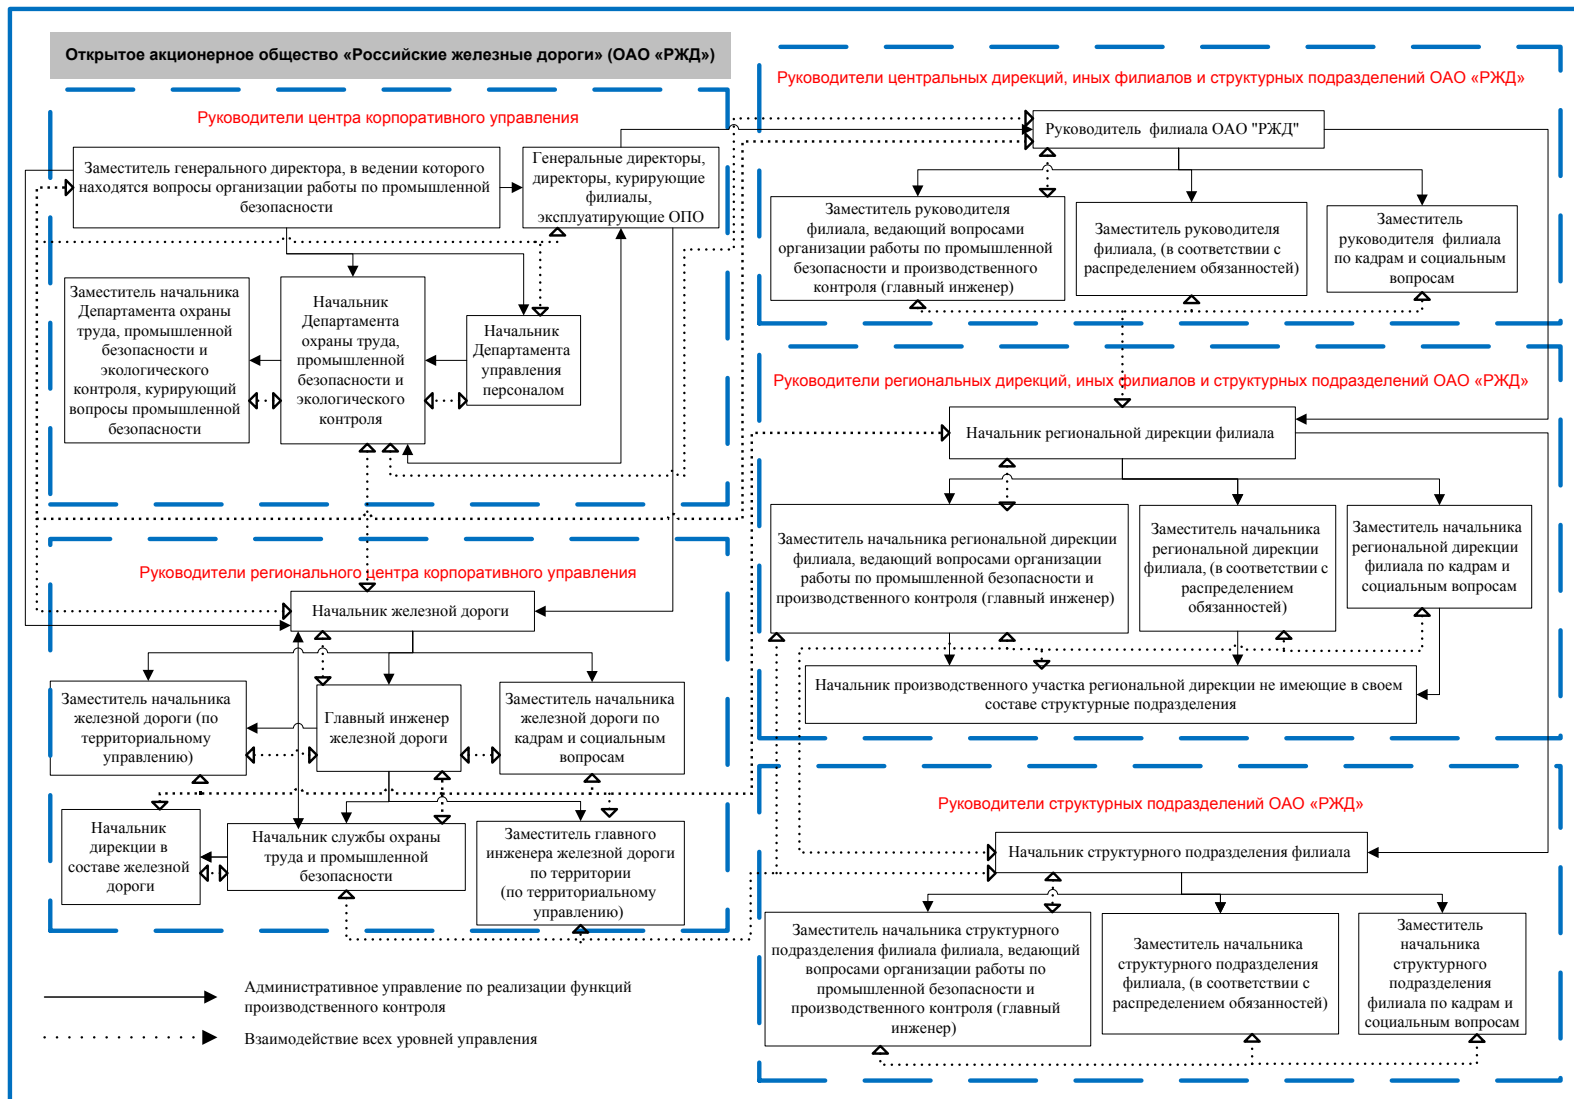 Открытое акционерное общество «Российские железные дороги» (ОАО «РЖД»)
Руководители центра корпоративного управления
Заместитель генерального директора, в ведении которого
находятся вопросы организации работы по промышленной
безопасности
Генеральные директоры,
директоры, курирующие
филиалы,
эксплуатирующие ОПО
Заместитель начальника
Департамента охраны
труда, промышленной
безопасности и
экологического
контроля, курирующий
вопросы промышленной
безопасности
Начальник
Департамента
охраны труда,
промышленной
безопасности и
экологического
контроля
Начальник
Департамента
управления
персоналом
Руководители регионального центра корпоративного управления
Начальник железной дороги
Заместитель начальника
железной дороги (по
территориальному
управлению)
Главный инженер
железной дороги
Заместитель начальника
железной дороги по
кадрам и социальным
вопросам
Начальник
дирекции в
составе железной
дороги
Начальник службы охраны
труда и промышленной
безопасности
Заместитель главного
инженера железной дороги
по территории
(по территориальному
управлению)
Административное управление по реализации функций
производственного контроля
Взаимодействие всех уровней управления
Руководители центральных дирекций, иных филиалов и структурных подразделений ОАО «РЖД»
Руководитель филиала ОАО "РЖД"
Заместитель руководителя
филиала, ведающий вопросами
организации работы по промышленной
безопасности и производственного
контроля (главный инженер)
Заместитель руководителя
филиала, (в соответствии с
распределением обязанностей)
Заместитель
руководителя филиала
по кадрам и социальным
вопросам
Руководители региональных дирекций, иных филиалов и структурных подразделений ОАО «РЖД»
Начальник региональной дирекции филиала
Заместитель начальника региональной дирекции
филиала, ведающий вопросами организации
работы по промышленной безопасности и
производственного контроля (главный инженер)
Заместитель начальника
региональной дирекции
филиала, (в соответствии с
распределением
обязанностей)
Заместитель начальника
региональной дирекции
филиала по кадрам и
социальным вопросам
Начальник производственного участка региональной дирекции не имеющие в своем
составе структурные подразделения
Руководители структурных подразделений ОАО «РЖД»
Начальник структурного подразделения филиала
Заместитель начальника структурного
подразделения филиала филиала, ведающий
вопросами организации работы по
промышленной безопасности и
производственного контроля (главный
инженер)
Заместитель начальника
структурного подразделения
филиала, (в соответствии с
распределением обязанностей)
Заместитель
начальника
структурного
подразделения
филиала по кадрам и
социальным вопросам